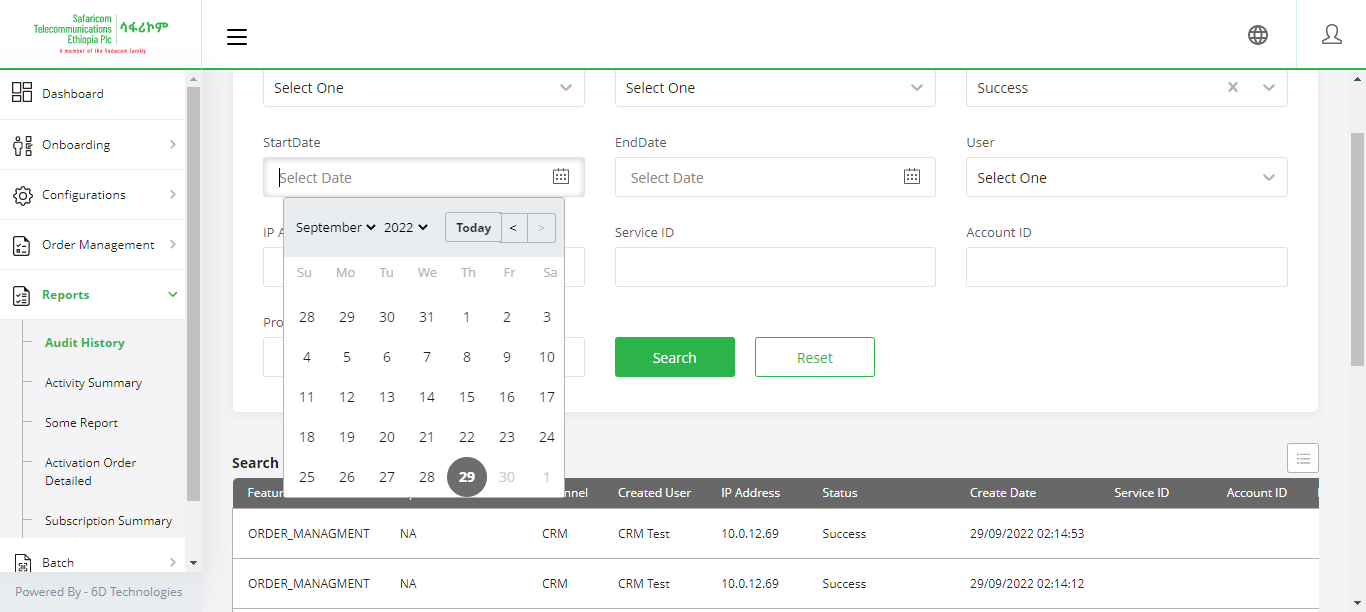 Safaricom
Telecommunications
Ethiopia Plc
ሳፋሪኮም
A member of the Vodacom family
Dashboard
Onboarding
Configurations
Order Management
Reports
Audit History
Activity Summary
Some Report
Activation Order
Detailed
Subscription Summary
Batch
Powered By - 6D Technologies
Select One Select One Success
StartDate EndDate User
Select Date Select Date Select One
IP Service ID Account ID
September 2022 Today < >
Su Mo Tu We Th Fr Sa
28 29 30 31 1 2 3
4 5 6 7 8 9 10
11 12 13 14 15 16 17
18 19 20 21 22 23 24
25 26 27 28 29 30 1
Pro
Search Reset
Search
Featur nnel Created User IP Address Status Create Date Service ID Account ID
ORDER_MANAGMENT NA CRM CRM Test 10.0.12.69 Success 29/09/2022 02:14:53
ORDER_MANAGMENT NA CRM CRM Test 10.0.12.69 Success 29/09/2022 02:14:12